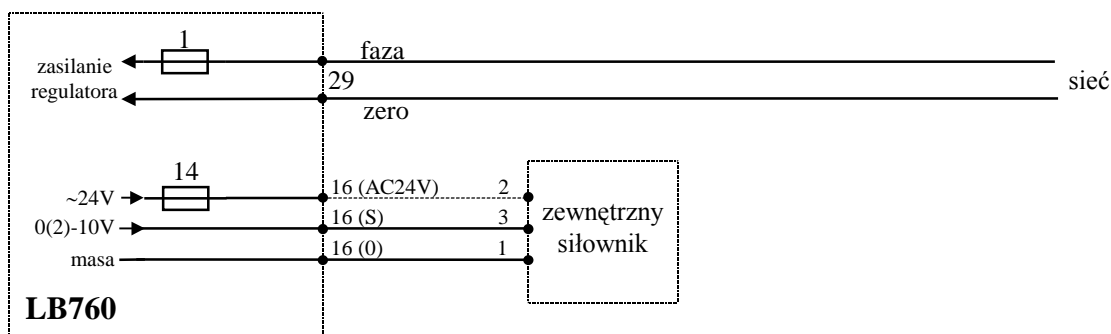 1
faza
zasilanie
regulatora
29
sieć
zero
14
~24V
16 (AC24V)
2
0(2)-10V
16 (S)
3
zewnętrzny
siłownik
masa
16 (0)
1
LB760